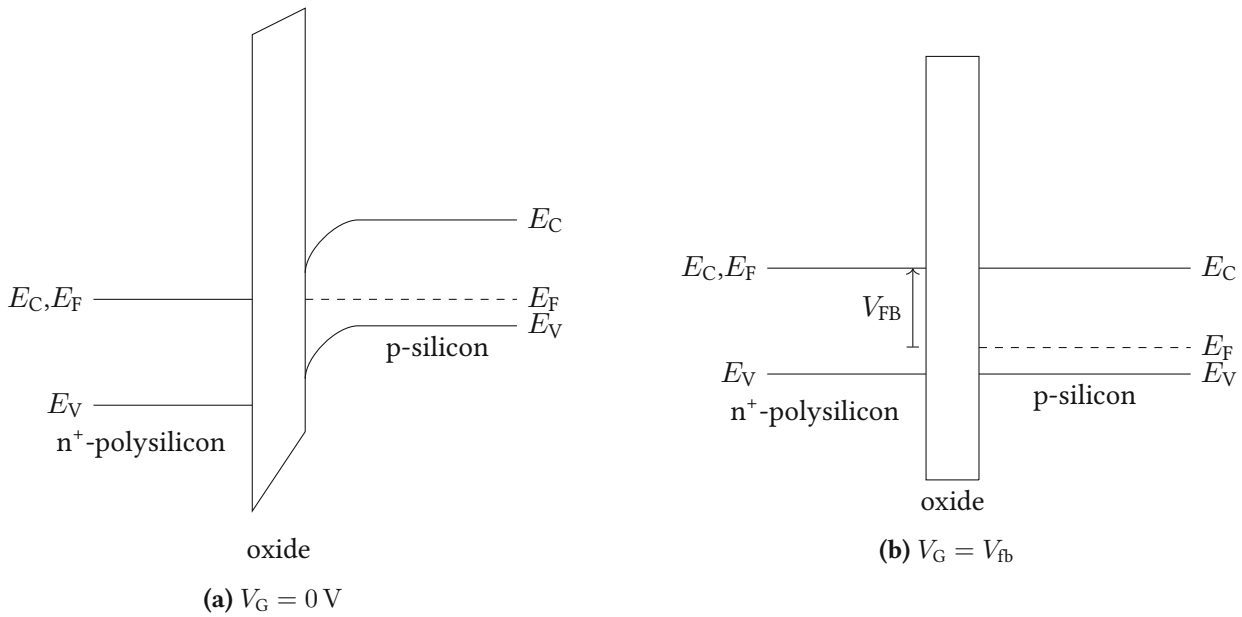 E_C
E_C,E_F
E_F
E_V
p-silicon
E_V
n⁺-polysilicon
oxide
(a) V_G = 0 V
E_C,E_F
E_C
V_FB
E_F
E_V
E_V
n⁺-polysilicon
p-silicon
oxide
(b) V_G = V_fb